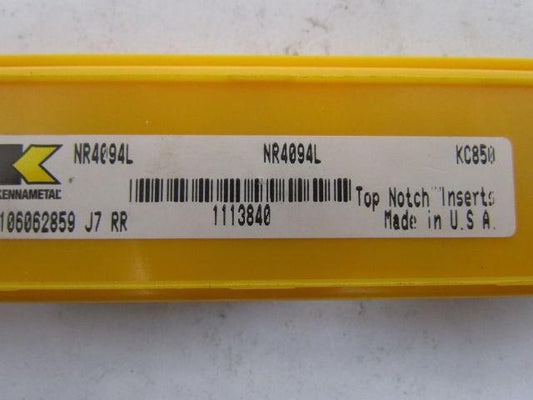 NR4094L NR4094L KC850
KENNAMETAL
1113840 Top Notch Inserts
106062859 J7 RR Made in U.S.A.